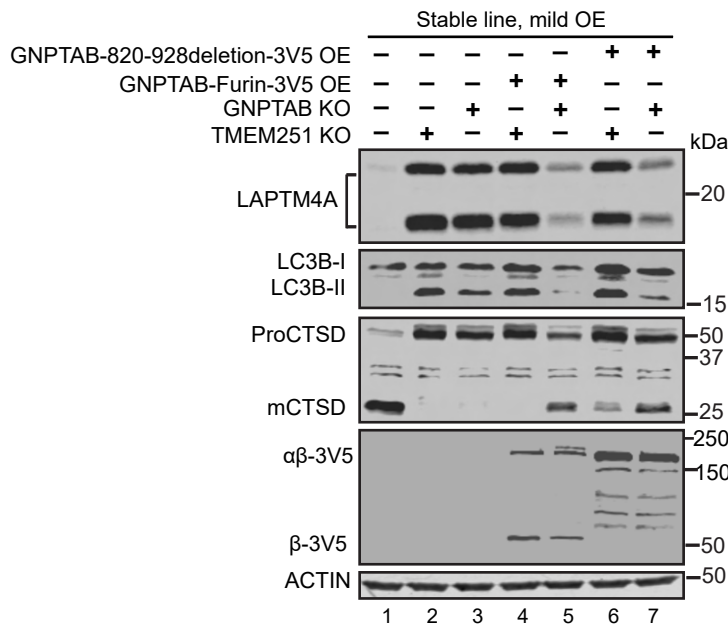 Stable line, mild OE
GNPTAB-820-928deletion-3V5 OE – – – – – + +
GNPTAB-Furin-3V5 OE – – – + + – –
GNPTAB KO – – + – + – +
TMEM251 KO – + – + – + –
kDa
LAPTM4A
20
LC3B-I
LC3B-II
15
ProCTSD
50
37
mCTSD
25
αβ-3V5
250
150
β-3V5
50
ACTIN
50
1 2 3 4 5 6 7